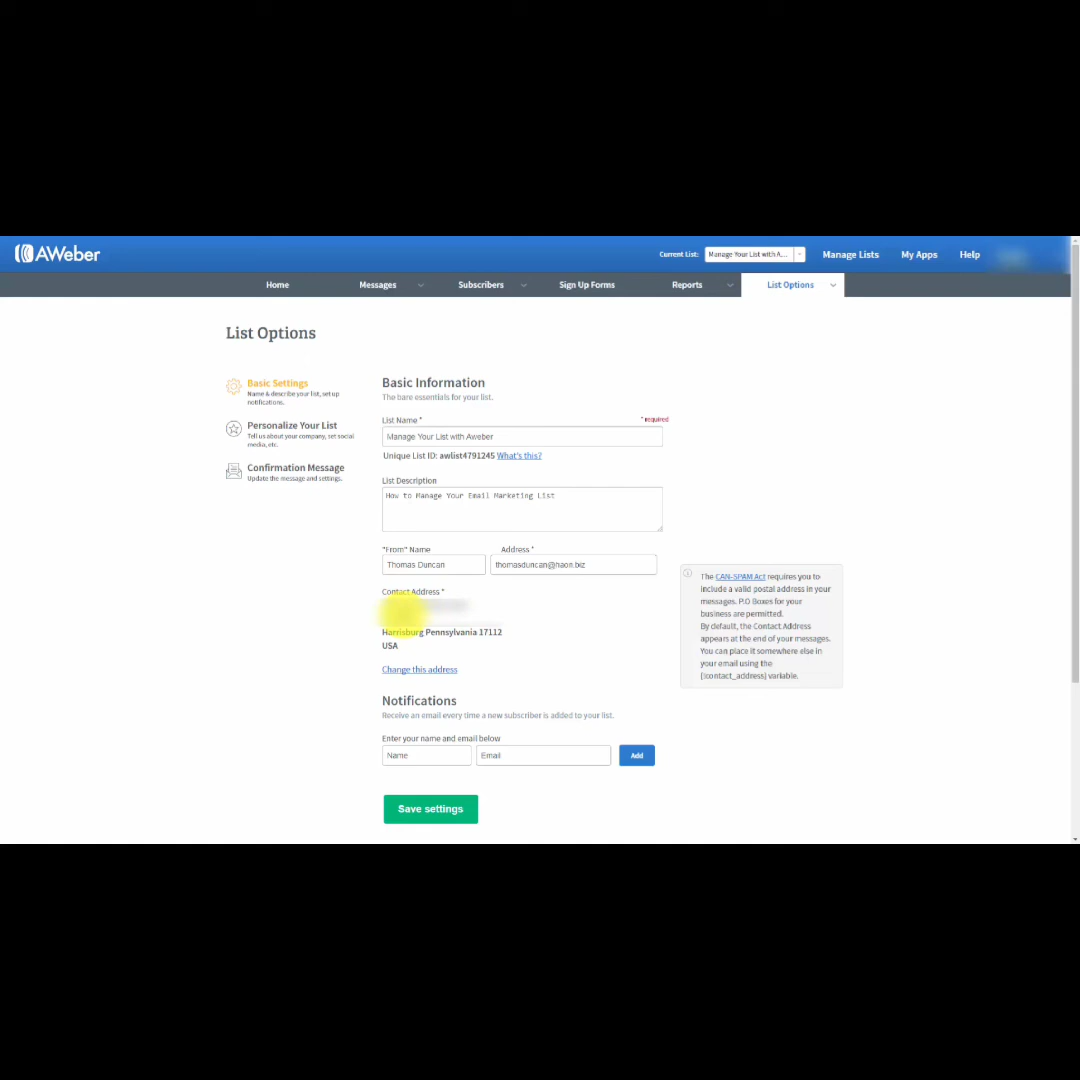 AWeber
Current List: Manage Your List with A... Manage Lists My Apps Help
Home Messages Subscribers Sign Up Forms Reports List Options
List Options
Basic Settings
Name & describe your list, set up
notifications.
Personalize Your List
Tell us about your company, set social
media, etc.
Confirmation Message
Update the message and settings.
Basic Information
The bare essentials for your list.
List Name * * required
Manage Your List with Aweber
Unique List ID: awlist4791245 What's this?
List Description
How to Manage Your Email Marketing List
"From" Name Address *
Thomas Duncan thomasduncan@haon.biz
Contact Address *
Harrisburg Pennsylvania 17112
USA
Change this address
The CAN-SPAM Act requires you to
include a valid postal address in your
messages. P.O Boxes for your
business are permitted.
By default, the Contact Address
appears at the end of your messages.
You can place it somewhere else in
your email using the
{!contact_address} variable.
Notifications
Receive an email every time a new subscriber is added to your list.
Enter your name and email below
Name Email Add
Save settings